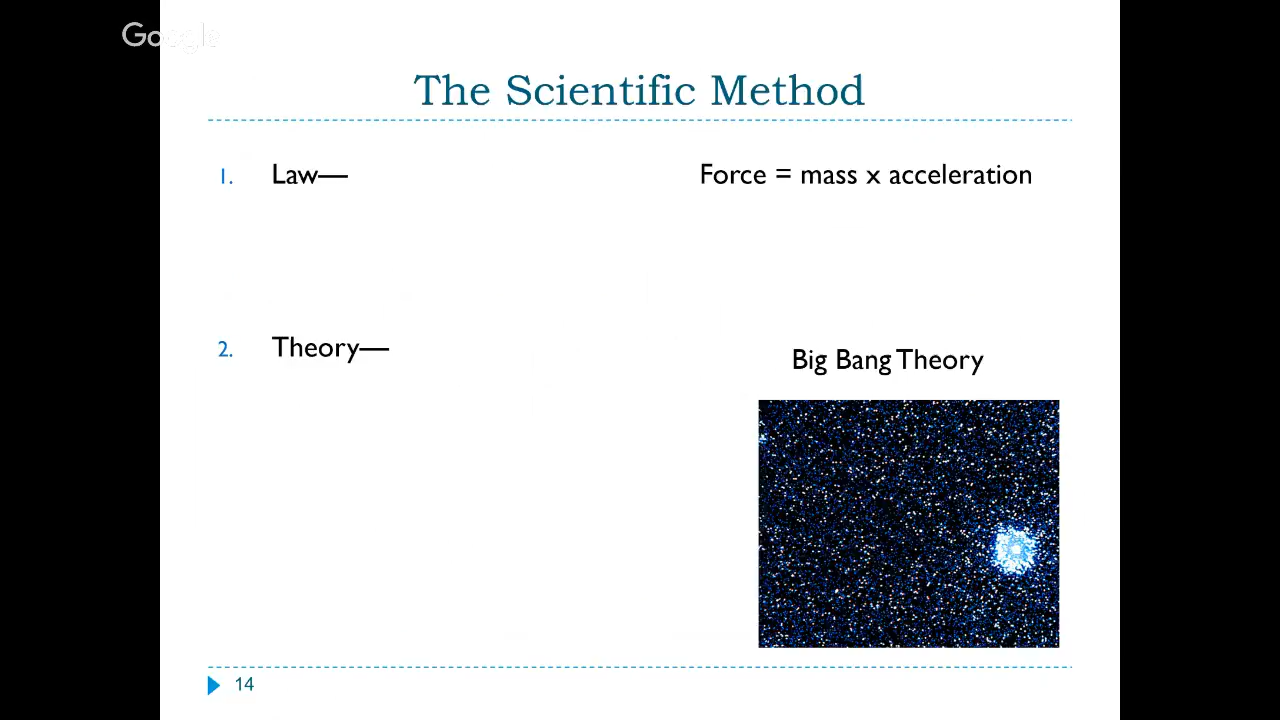 Google
The Scientific Method
1. Law—
Force = mass x acceleration
2. Theory—
Big Bang Theory
14